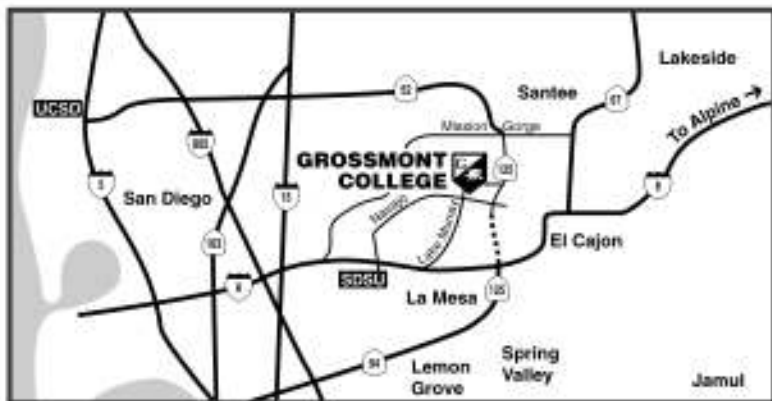 Lakeside
52
Santee
67
UCSD
To Alpine
Mission Gorge
805
GROSSMONT
COLLEGE
G
125
5
San Diego
15
8
Navajo
Lake Murray
163
El Cajon
8
SDSU
La Mesa
125
94
Lemon
Grove
Spring
Valley
Jamul